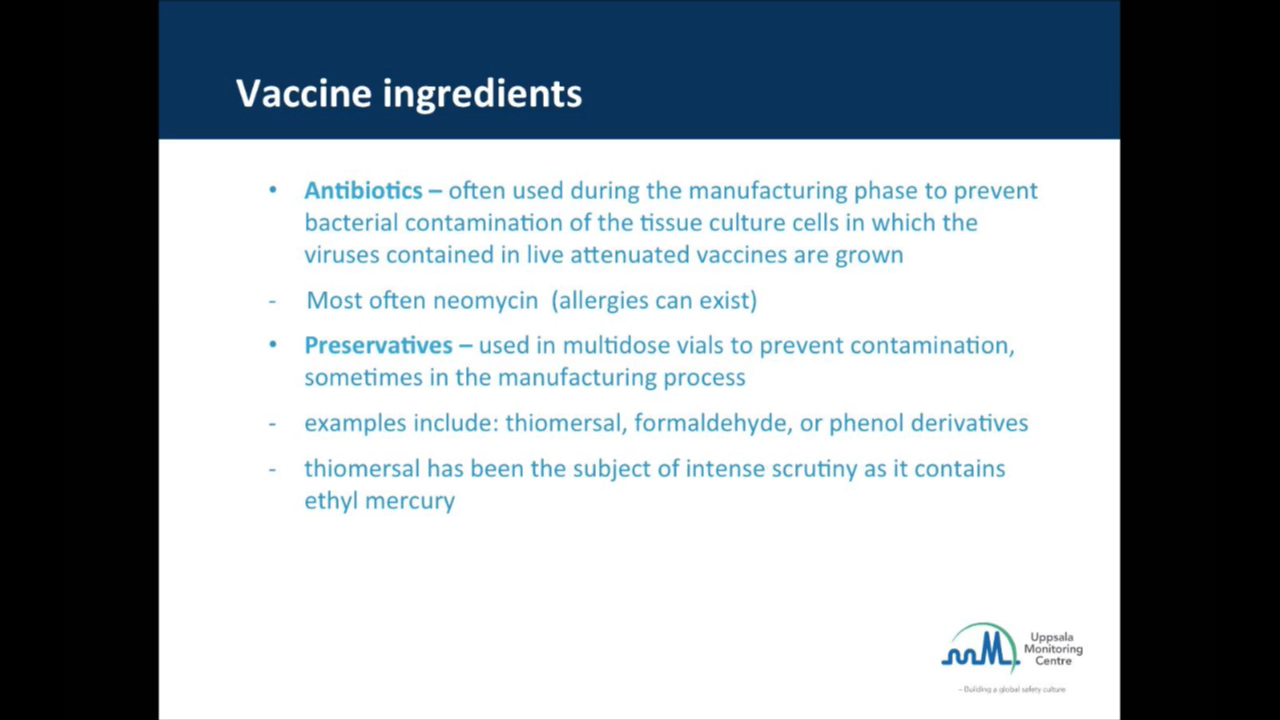 Vaccine ingredients
• Antibiotics – often used during the manufacturing phase to prevent
bacterial contamination of the tissue culture cells in which the
viruses contained in live attenuated vaccines are grown
- Most often neomycin (allergies can exist)
• Preservatives – used in multidose vials to prevent contamination,
sometimes in the manufacturing process
- examples include: thiomersal, formaldehyde, or phenol derivatives
- thiomersal has been the subject of intense scrutiny as it contains
ethyl mercury
Uppsala
Monitoring
Centre
– Building a global safety culture